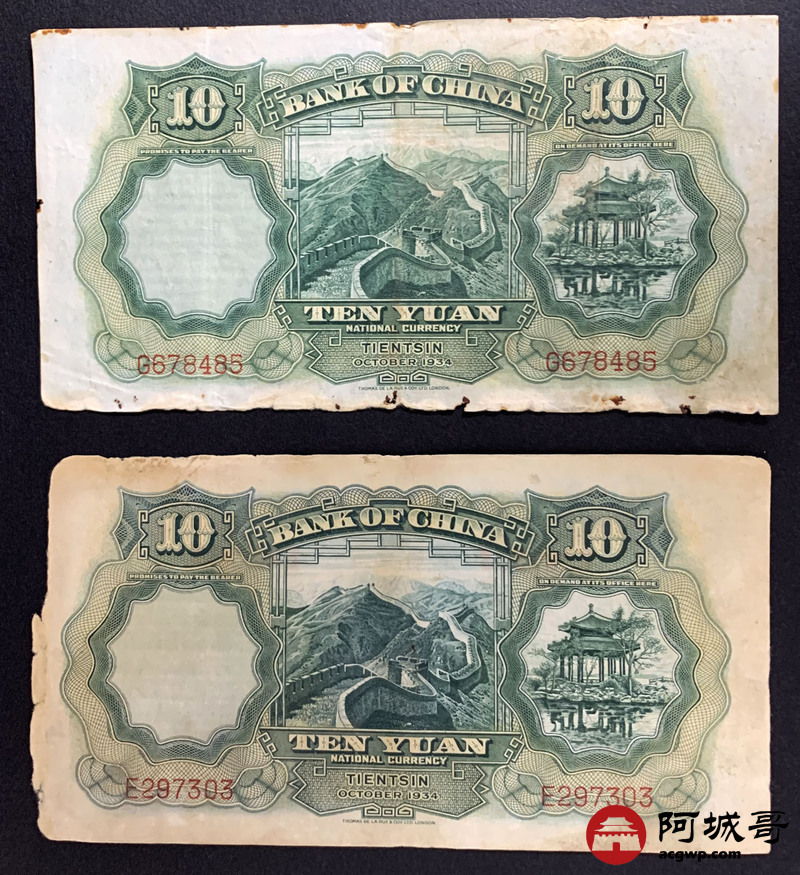 10 BANK OF CHINA 10
PROMISES TO PAY THE BEARER ON DEMAND AT ITS OFFICE HERE
TEN YUAN
NATIONAL CURRENCY
TIENTSIN
OCTOBER 1934
G678485 G678485
THOMAS DE LA RUE & COY. LTD. LONDON.
10 BANK OF CHINA 10
PROMISES TO PAY THE BEARER ON DEMAND AT ITS OFFICE HERE
TEN YUAN
NATIONAL CURRENCY
TIENTSIN
OCTOBER 1934
E297303 E297303
THOMAS DE LA RUE & COY. LTD. LONDON.
阿城哥
acgwp.com